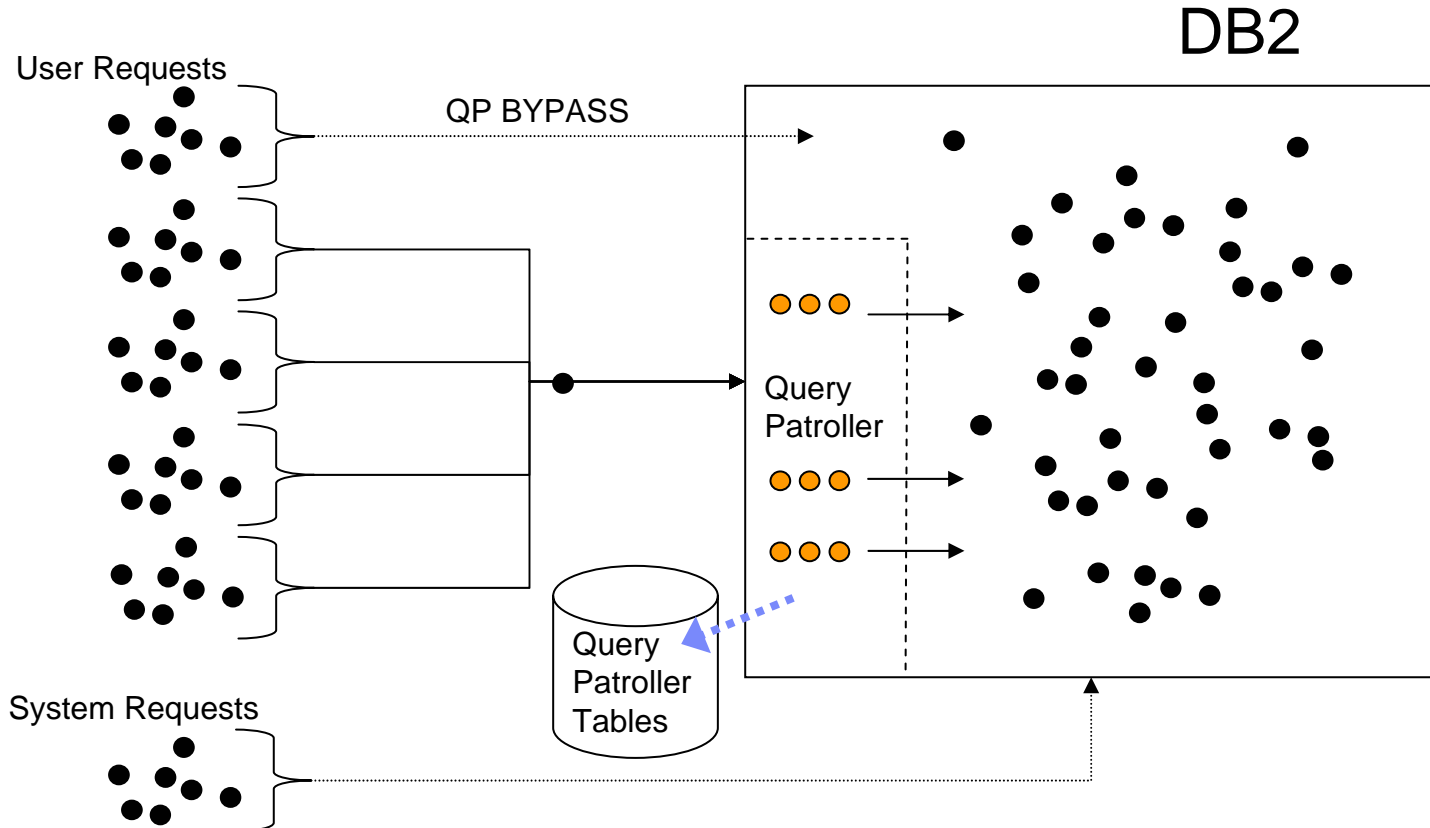 DB2
User Requests
QP BYPASS
Query
Patroller
Query
Patroller
Tables
System Requests